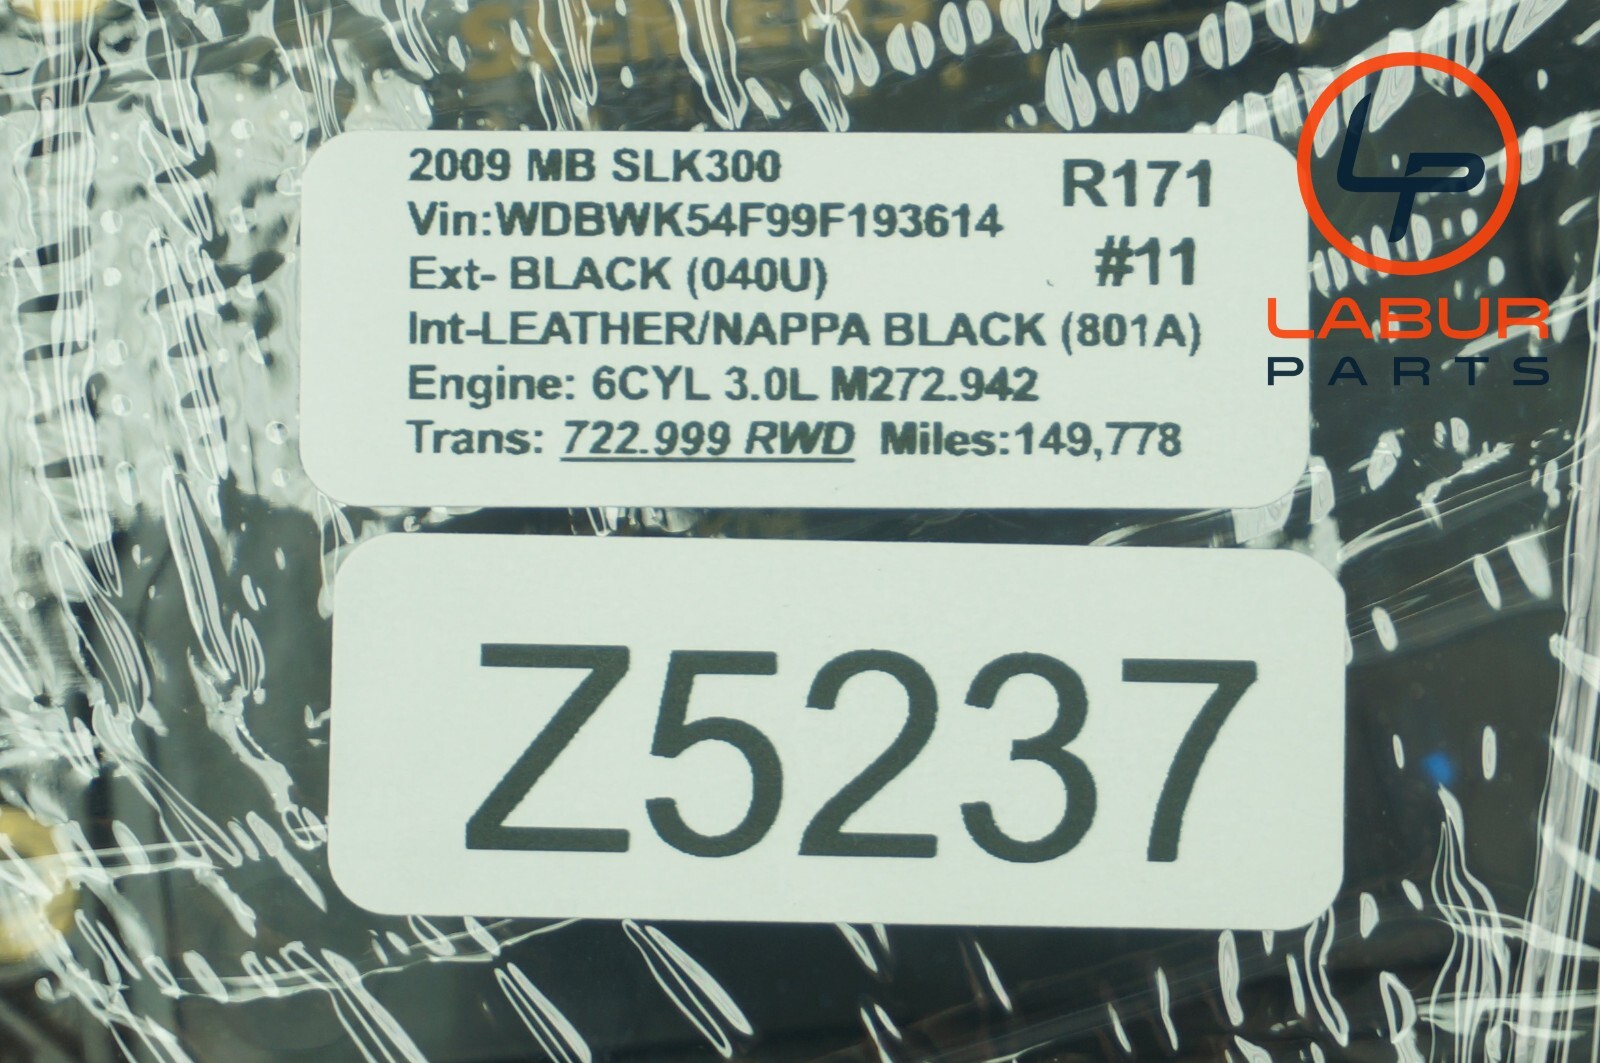 SIEMENS
2009 MB SLK300
R171
Vin:WDBWK54F99F193614
#11
Ext- BLACK (040U)
Int-LEATHER/NAPPA BLACK (801A)
Engine: 6CYL 3.0L M272.942
Trans: 722.999 RWD Miles:149,778
Z5237
LP
LABUR
PARTS